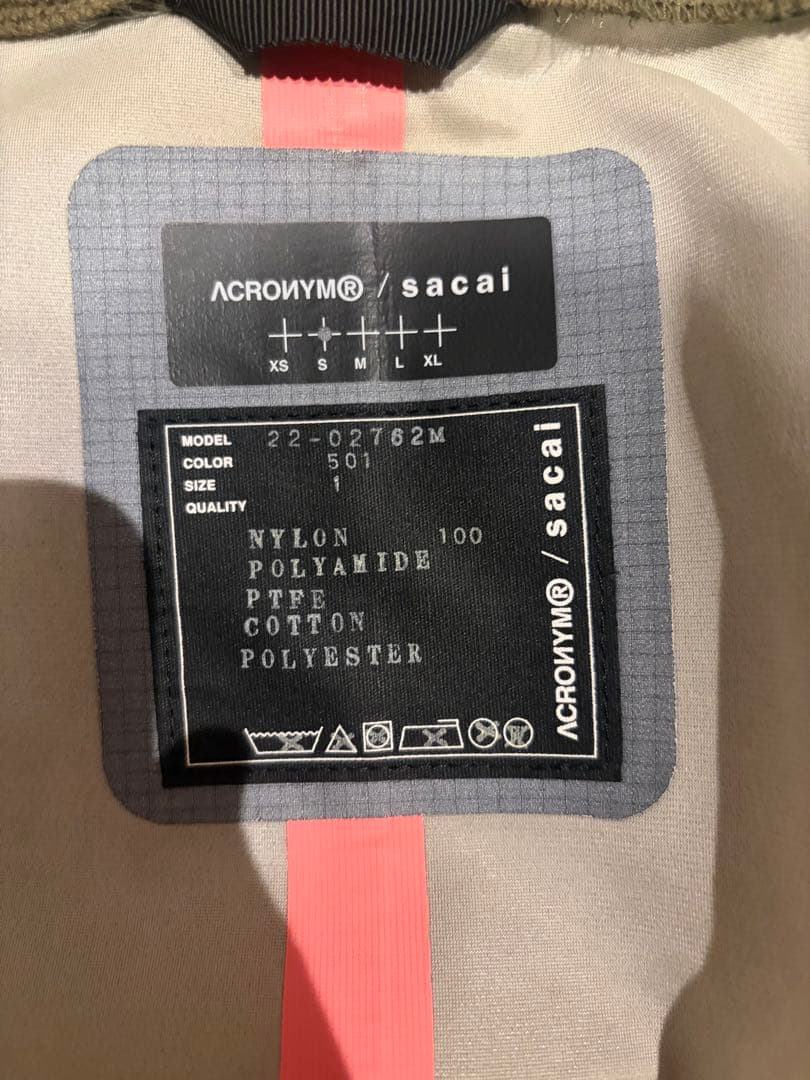 ACRONYM® / sacai
XS S M L XL
MODEL 22-02762M
COLOR 501
SIZE 1
QUALITY
NYLON 100
POLYAMIDE
PTFE
COTTON
POLYESTER
ACRONYM® / sacai